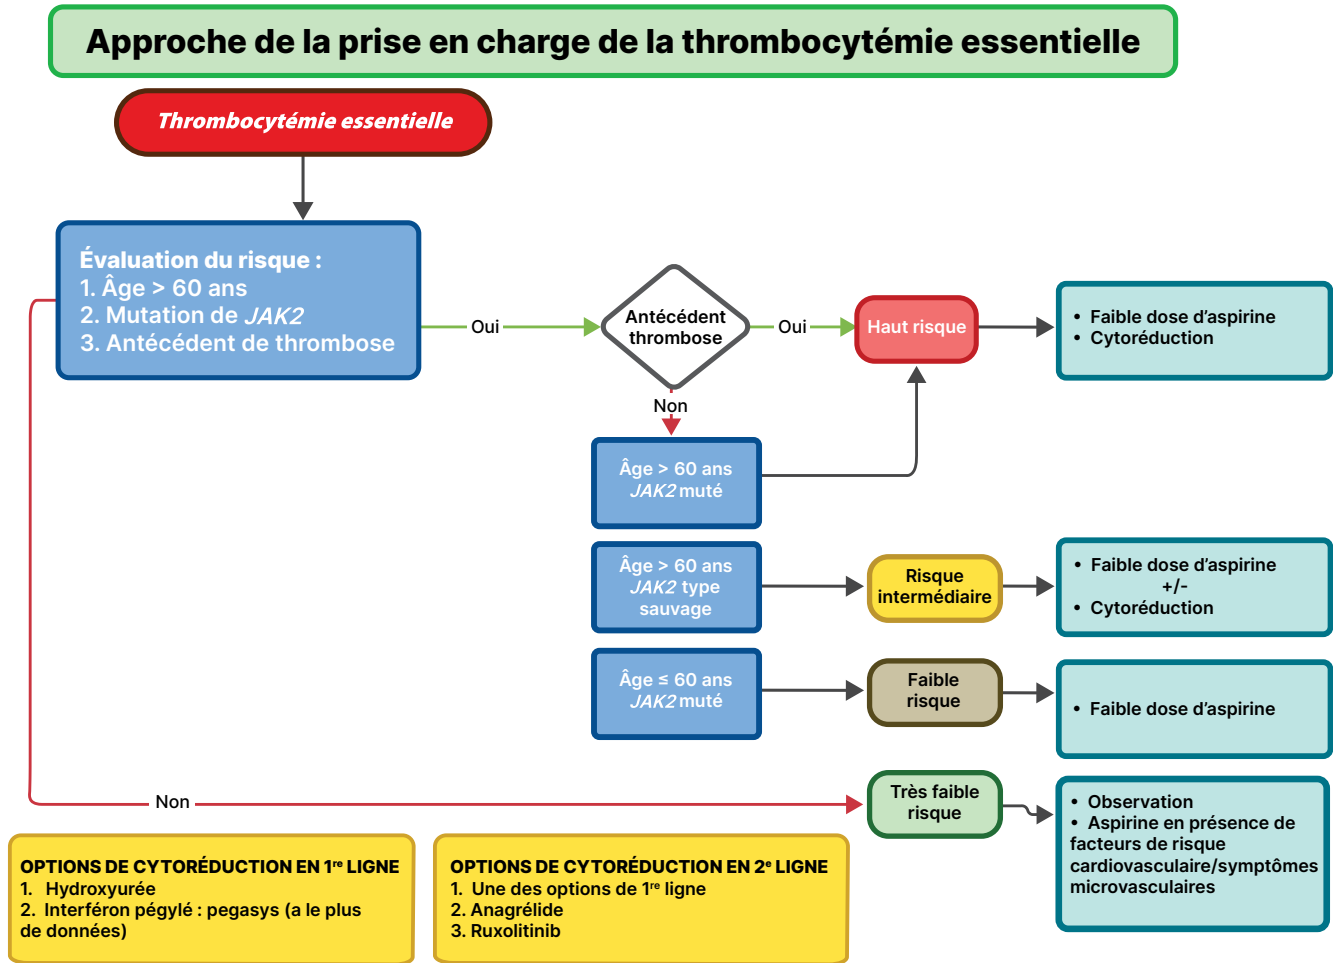 Approche de la prise en charge de la thrombocytémie essentielle
Thrombocytémie essentielle
Évaluation du risque :
1. Âge > 60 ans
2. Mutation de JAK2
3. Antécédent de thrombose
Oui
Antécédent
thrombose
Oui
Haut risque
• Faible dose d'aspirine
• Cytoréduction
Non
Âge > 60 ans
JAK2 muté
Âge > 60 ans
JAK2 type
sauvage
Risque
intermédiaire
• Faible dose d'aspirine
+/-
• Cytoréduction
Âge ≤ 60 ans
JAK2 muté
Faible
risque
• Faible dose d'aspirine
Non
Très faible
risque
• Observation
• Aspirine en présence de
facteurs de risque
cardiovasculaire/symptômes
microvasculaires
OPTIONS DE CYTORÉDUCTION EN 1re LIGNE
1. Hydroxyurée
2. Interféron pégylé : pegasys (a le plus
de données)
OPTIONS DE CYTORÉDUCTION EN 2e LIGNE
1. Une des options de 1re ligne
2. Anagrélide
3. Ruxolitinib